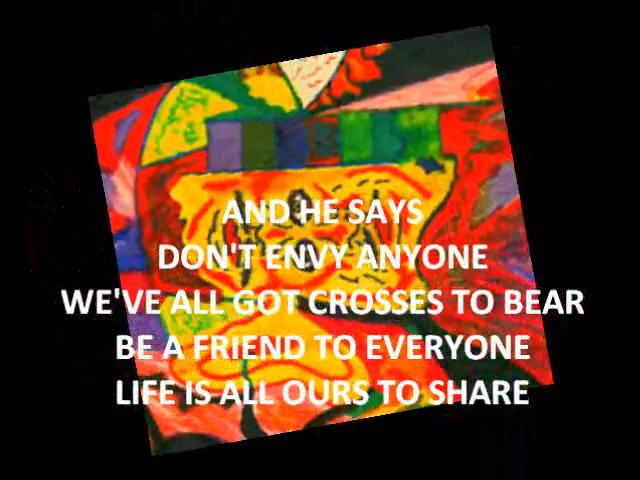 AND HE SAYS
DON'T ENVY ANYONE
WE'VE ALL GOT CROSSES TO BEAR
BE A FRIEND TO EVERYONE
LIFE IS ALL OURS TO SHARE